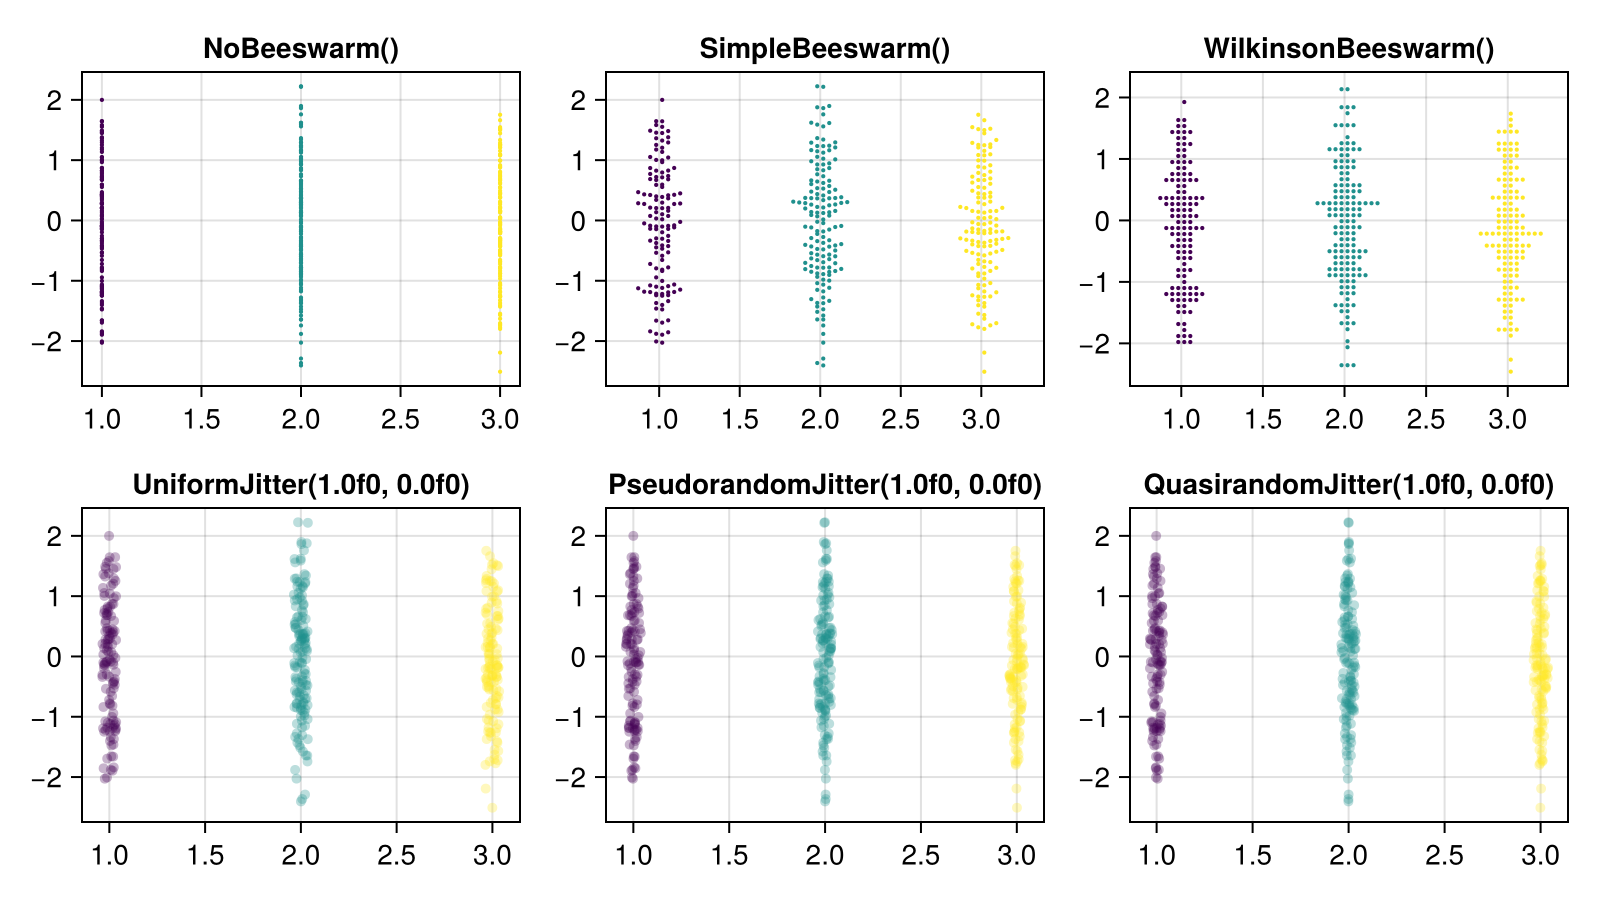 NoBeeswarm()
2
1
0
−1
−2
1.0 1.5 2.0 2.5 3.0
SimpleBeeswarm()
2
1
0
−1
−2
1.0 1.5 2.0 2.5 3.0
WilkinsonBeeswarm()
2
1
0
−1
−2
1.0 1.5 2.0 2.5 3.0
UniformJitter(1.0f0, 0.0f0)
2
1
0
−1
−2
1.0 1.5 2.0 2.5 3.0
PseudorandomJitter(1.0f0, 0.0f0)
2
1
0
−1
−2
1.0 1.5 2.0 2.5 3.0
QuasirandomJitter(1.0f0, 0.0f0)
2
1
0
−1
−2
1.0 1.5 2.0 2.5 3.0